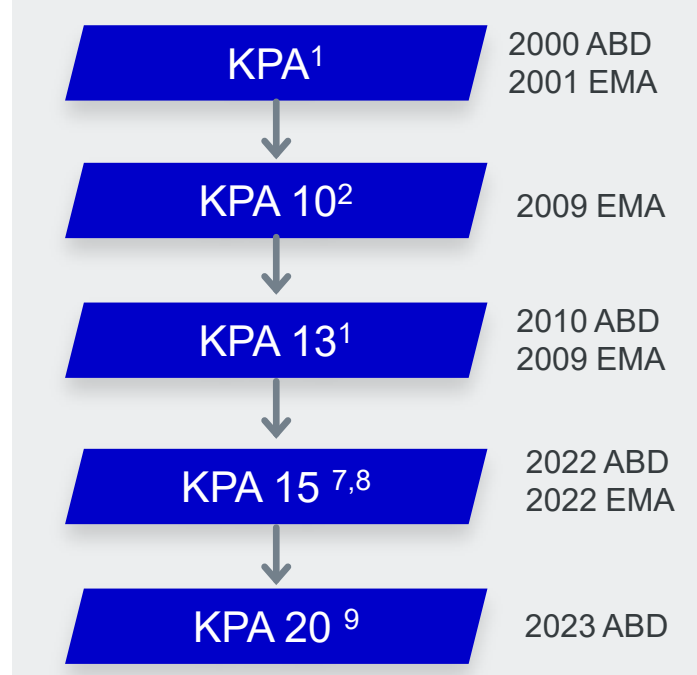 KPA¹
2000 ABD
2001 EMA
KPA 10²
2009 EMA
KPA 13¹
2010 ABD
2009 EMA
KPA 15 ⁷,⁸
2022 ABD
2022 EMA
KPA 20 ⁹
2023 ABD